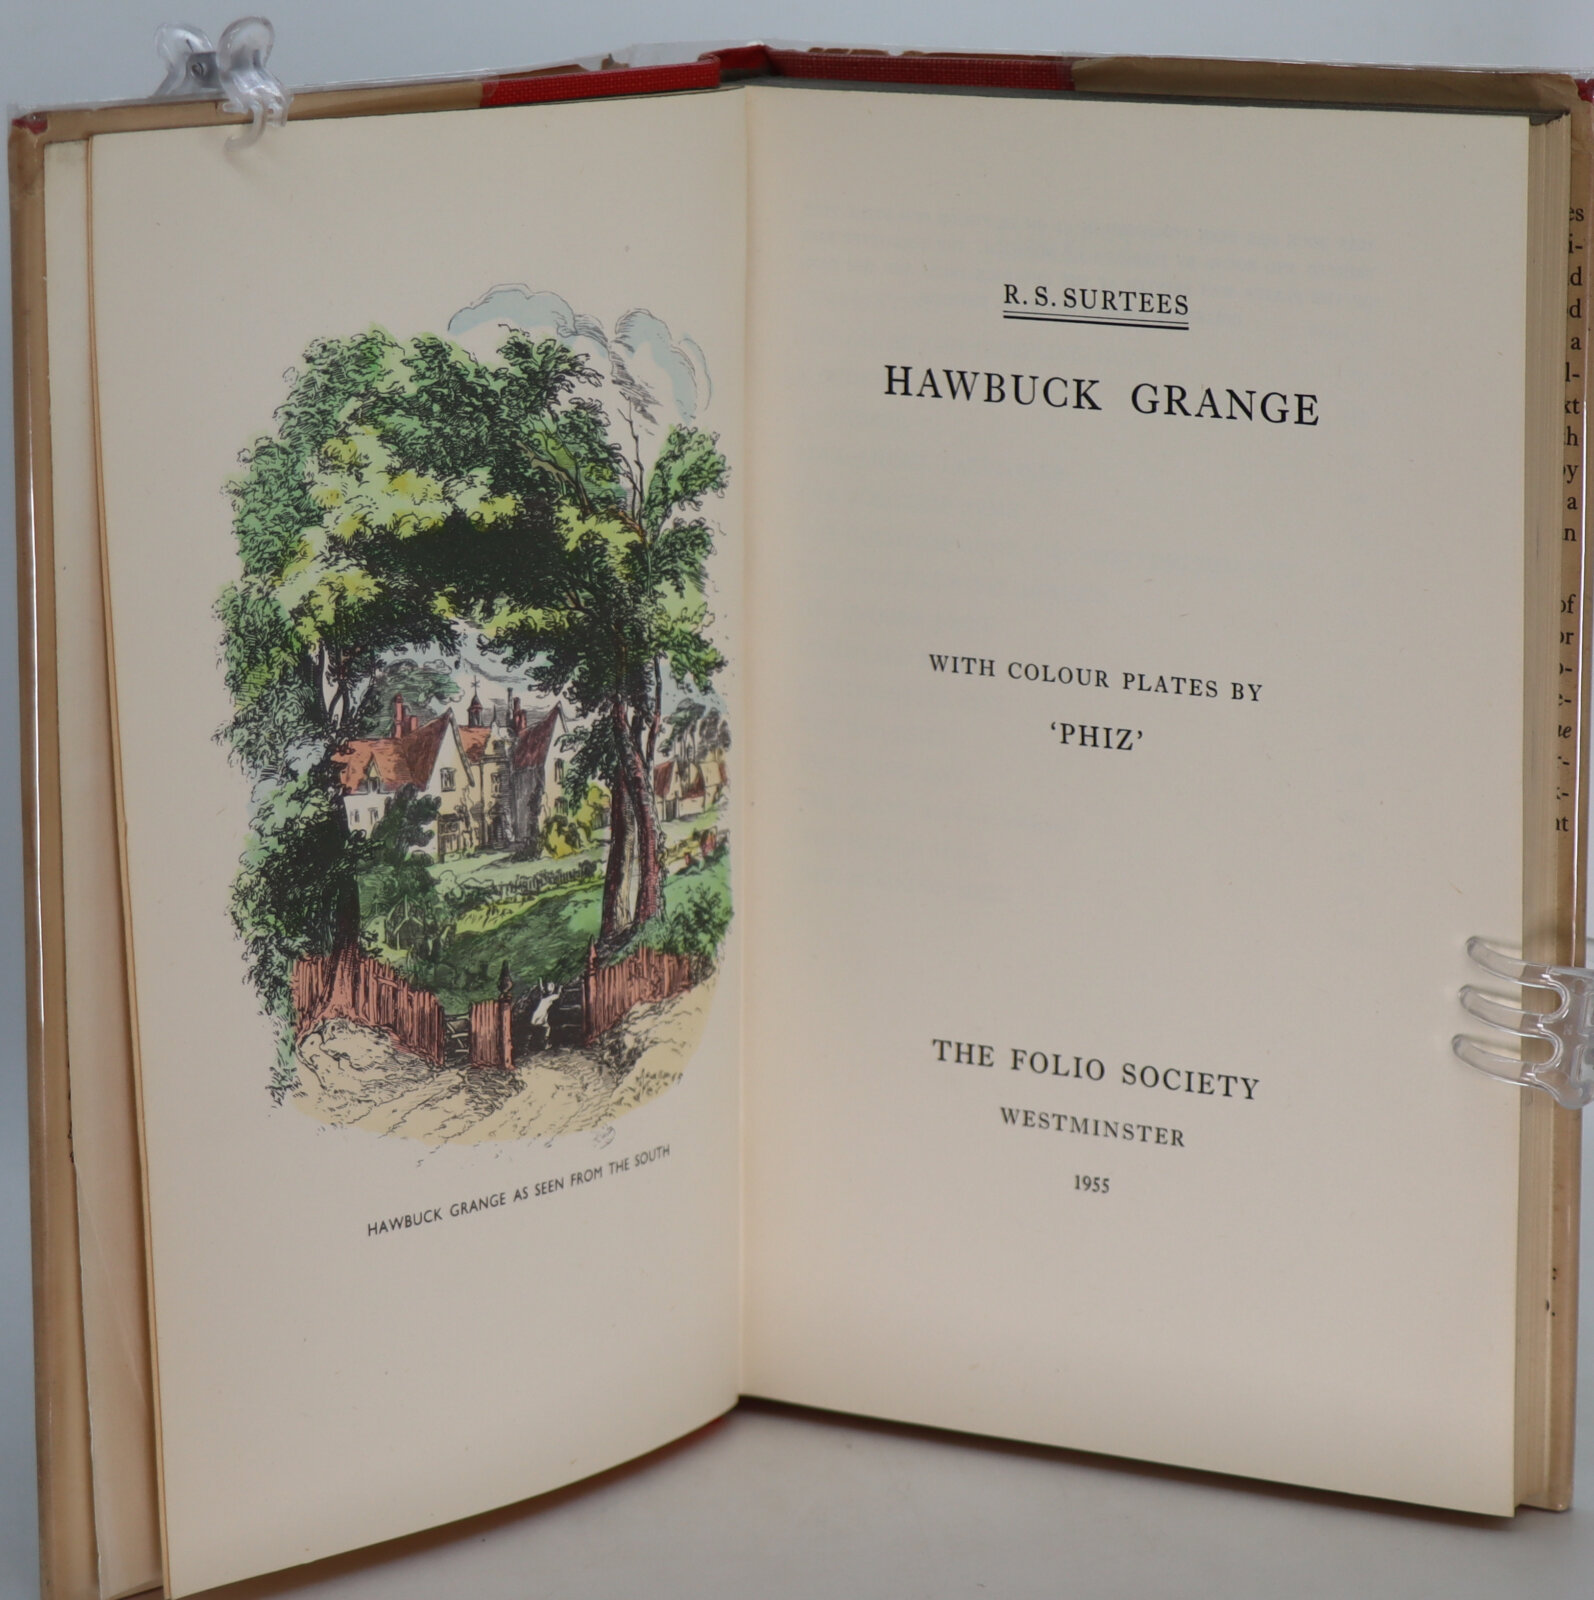 HAWBUCK GRANGE AS SEEN FROM THE SOUTH
R. S. SURTEES
HAWBUCK GRANGE
WITH COLOUR PLATES BY
‘PHIZ’
THE FOLIO SOCIETY
WESTMINSTER
1955